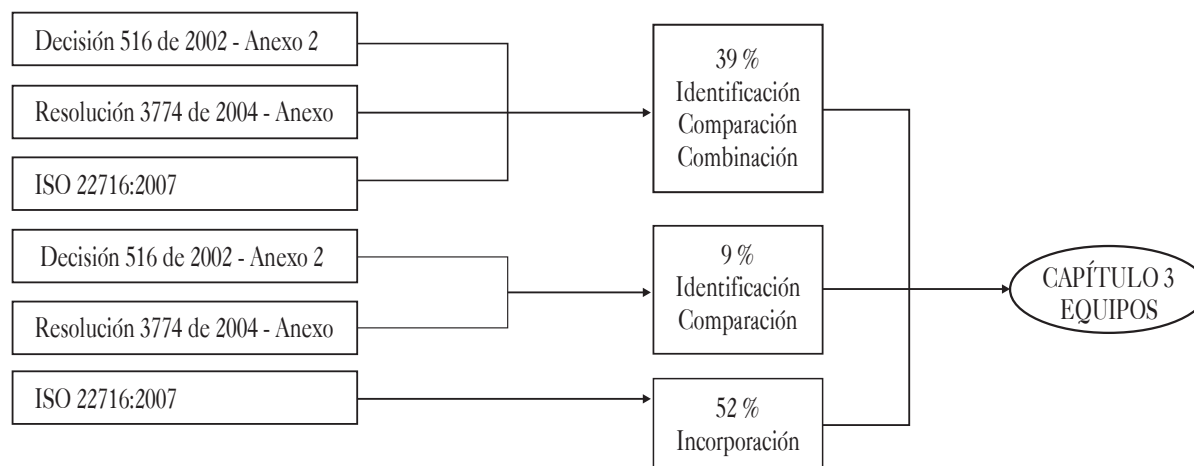 Decisión 516 de 2002 - Anexo 2
Resolución 3774 de 2004 - Anexo
ISO 22716:2007
39 %
Identificación
Comparación
Combinación
Decisión 516 de 2002 - Anexo 2
Resolución 3774 de 2004 - Anexo
9 %
Identificación
Comparación
ISO 22716:2007
52 %
Incorporación
CAPÍTULO 3
EQUIPOS